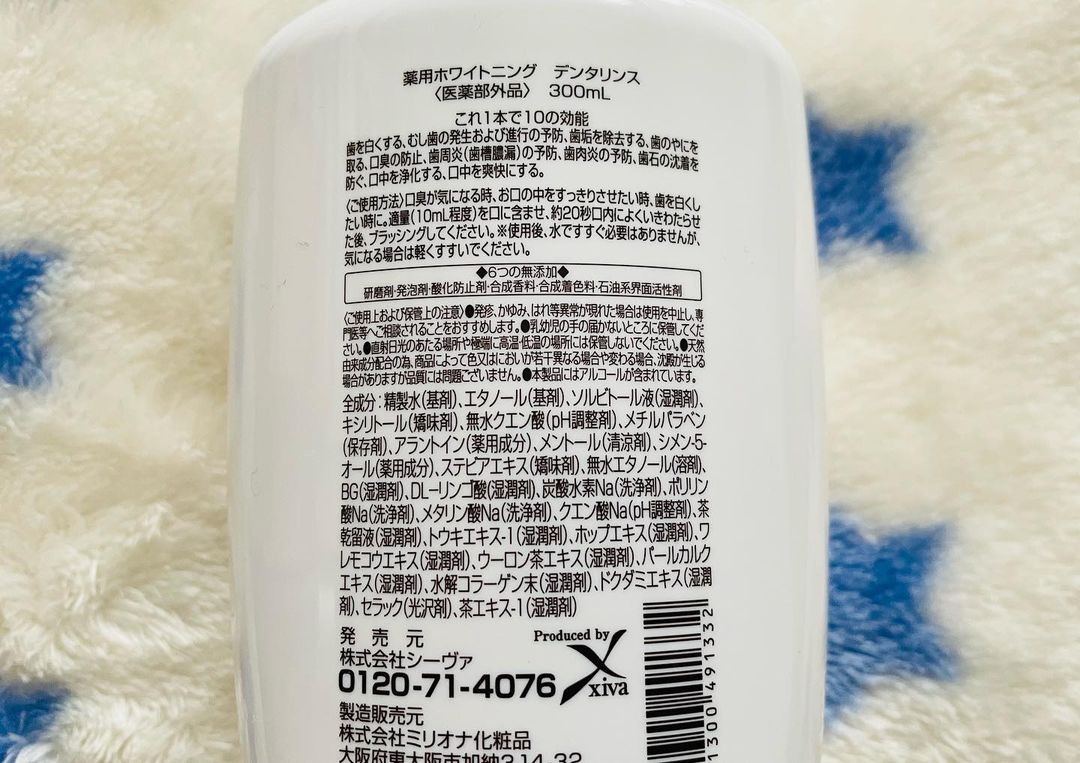 薬用ホワイトニング　デンタリンス
〈医薬部外品〉　300mL
これ1本で10の効能
歯を白くする、むし歯の発生および進行の予防、歯垢を除去する、歯のやにを
取る、口臭の防止、歯周炎(歯槽膿漏)の予防、歯肉炎の予防、歯石の沈着を
防ぐ、口中を浄化する、口中を爽快にする。
〈ご使用方法〉口臭が気になる時、お口の中をすっきりさせたい時、歯を白くし
たい時に。適量(10mL程度)を口に含ませ、約20秒口内によくいきわたらせ
た後、ブラッシングしてください。※使用後、水ですすぐ必要はありませんが、
気になる場合は軽くすすいでください。
◆6つの無添加◆
研磨剤・発泡剤・酸化防止剤・合成香料・合成着色料・石油系界面活性剤
〈ご使用上および保管上の注意〉●発疹、かゆみ、はれ等異常が現れた場合は使用を中止し、専
門医等へご相談されることをおすすめします。●乳幼児の手の届かないところに保管してくだ
さい。●直射日光のあたる場所や極端に高温・低温の場所には保管しないでください。●天然
由来成分配合の為、商品によって色又はにおいが若干異なる場合や変わる場合、沈殿が生じる
場合がありますが品質には問題ございません。●本製品にはアルコールが含まれています。
全成分：精製水(基剤)、エタノール(基剤)、ソルビトール液(湿潤剤)、
キシリトール(矯味剤)、無水クエン酸(pH調整剤)、メチルパラベン
(保存剤)、アラントイン(薬用成分)、メントール(清涼剤)、シメン-5-
オール(薬用成分)、ステビアエキス(矯味剤)、無水エタノール(溶剤)、
BG(湿潤剤)、DL-リンゴ酸(湿潤剤)、炭酸水素Na(洗浄剤)、ポリリン
酸Na(洗浄剤)、メタリン酸Na(洗浄剤)、クエン酸Na(pH調整剤)、茶
乾留液(湿潤剤)、トウキエキス-1(湿潤剤)、ホップエキス(湿潤剤)、ワ
レモコウエキス(湿潤剤)、ウーロン茶エキス(湿潤剤)、パールカルク
エキス(湿潤剤)、水解コラーゲン末(湿潤剤)、ドクダミエキス(湿潤
剤)、セラック(光沢剤)、茶エキス-1(湿潤剤)
発　売　元
株式会社シーヴァ
0120-71-4076
Produced by
xiva
製造販売元
株式会社ミリオナ化粧品
大阪府東大阪市加納3-14-32
1300 491332